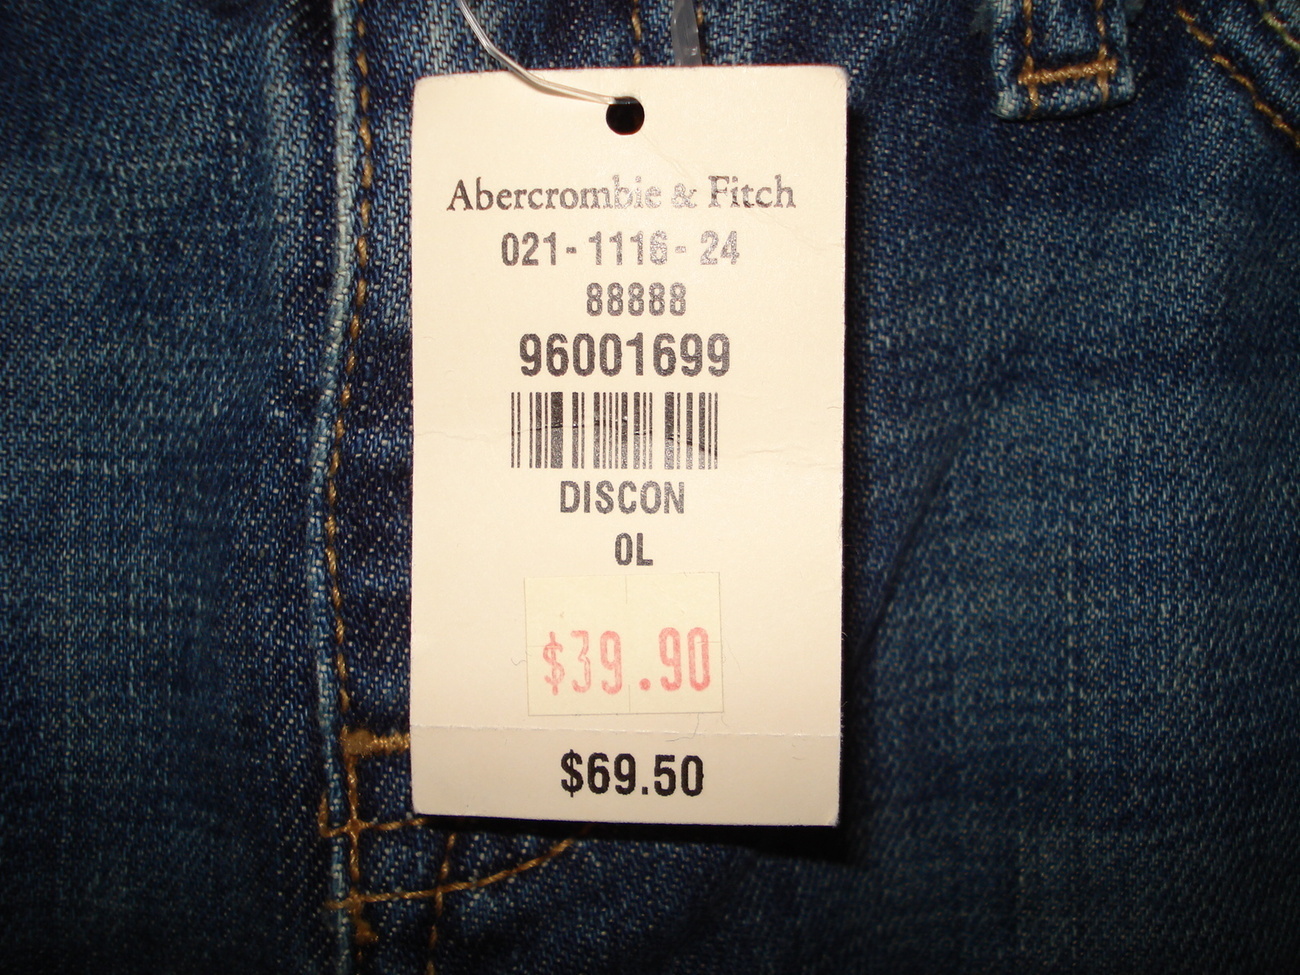 Abercrombie & Fitch
021-1116-24
88888
96001699
DISCON
0L
$39.90
$69.50